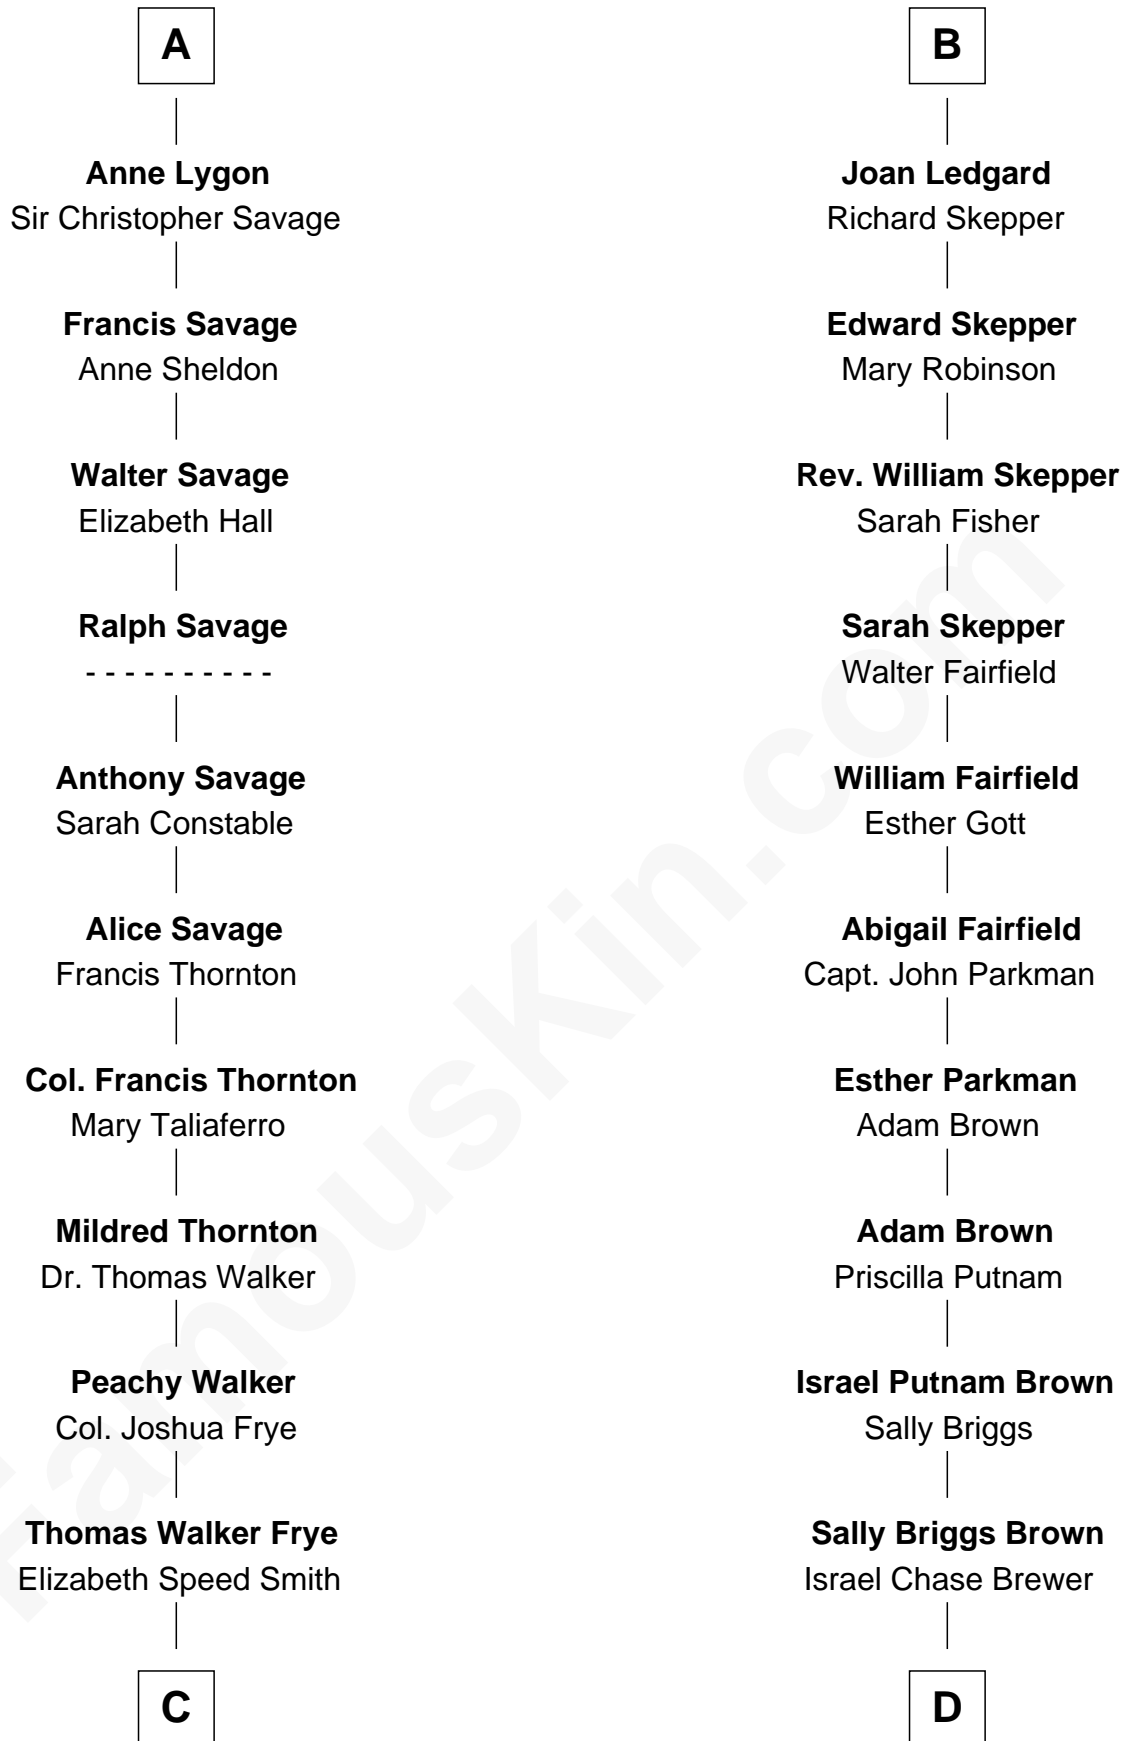 A
Anne Lygon
Sir Christopher Savage
Francis Savage
Anne Sheldon
Walter Savage
Elizabeth Hall
Ralph Savage
- - - - - - - - - -
Anthony Savage
Sarah Constable
Alice Savage
Francis Thornton
Col. Francis Thornton
Mary Taliaferro
Mildred Thornton
Dr. Thomas Walker
Peachy Walker
Col. Joshua Frye
Thomas Walker Frye
Elizabeth Speed Smith
C
B
Joan Ledgard
Richard Skepper
Edward Skepper
Mary Robinson
Rev. William Skepper
Sarah Fisher
Sarah Skepper
Walter Fairfield
William Fairfield
Esther Gott
Abigail Fairfield
Capt. John Parkman
Esther Parkman
Adam Brown
Adam Brown
Priscilla Putnam
Israel Putnam Brown
Sally Briggs
Sally Briggs Brown
Israel Chase Brewer
D
FamousKin.com